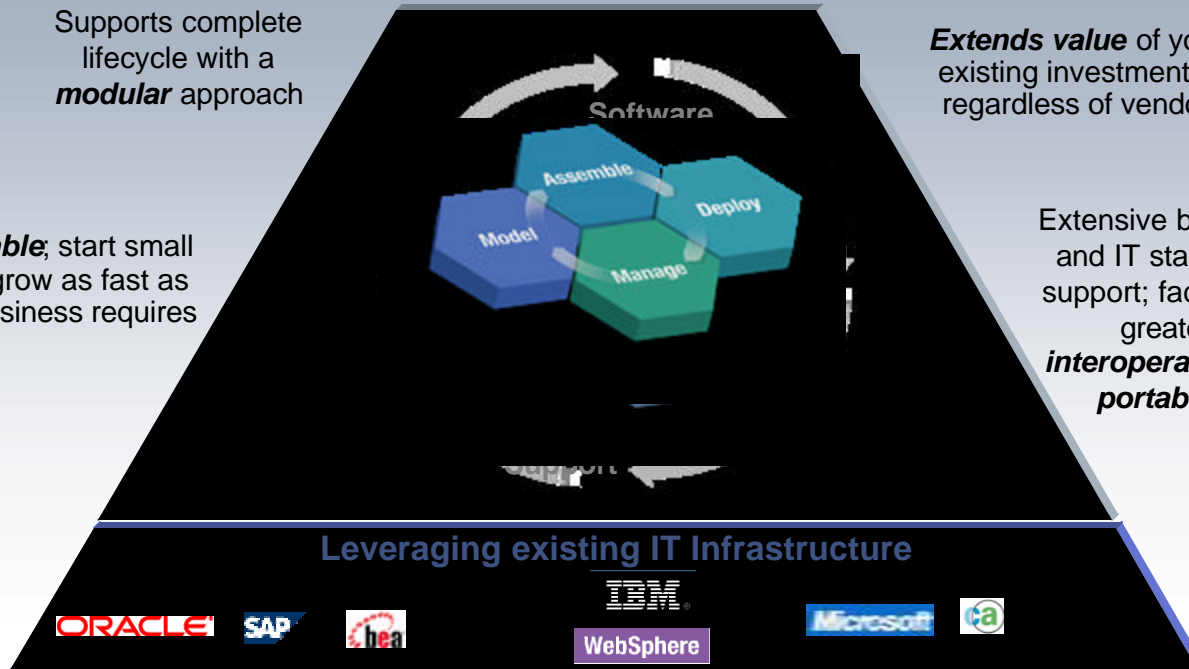 Supports complete
lifecycle with a
modular approach
Extends value of yo
existing investment
regardless of vendo
Software
Assemble
Deploy
Model
Manage
able; start small
grow as fast as
siness requires
Extensive b
and IT sta
support; fac
greate
interopera
portab
Support
Leveraging existing IT Infrastructure
IBM
ORACLE
SAP
bea
WebSphere
Microsoft
ca